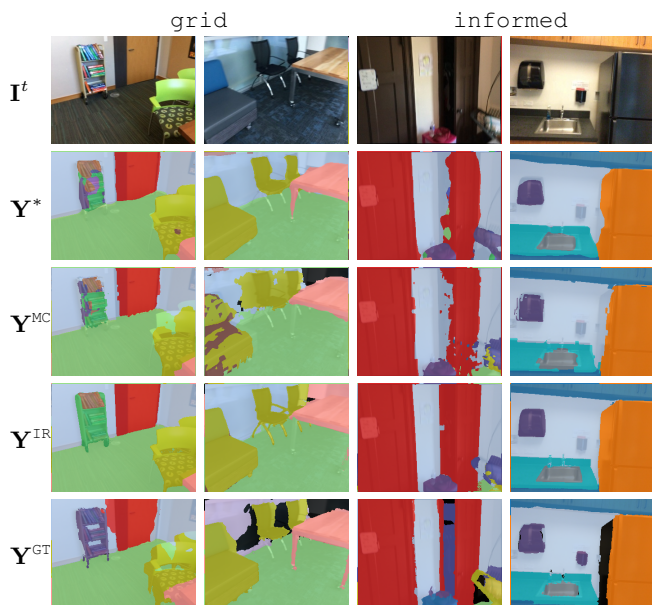 grid informed
I^t
Y*
Y^MC
Y^IR
Y^GT